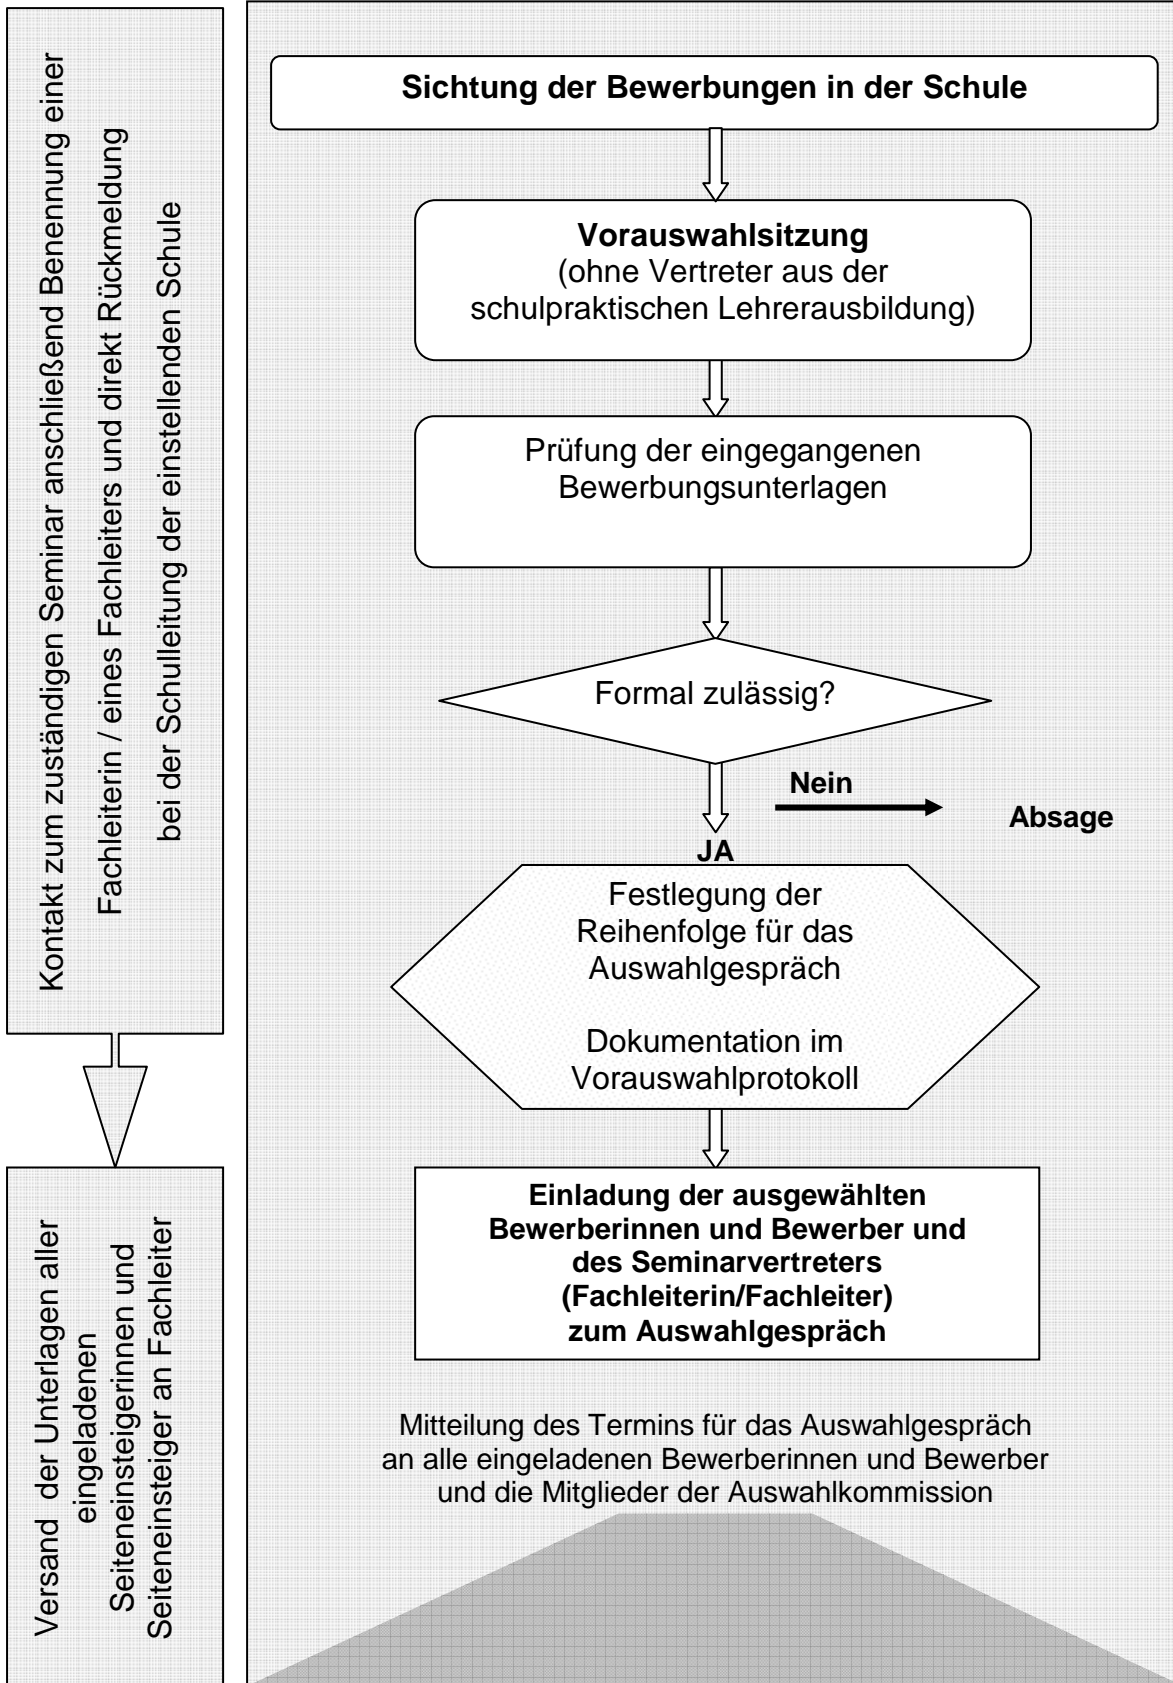 Kontakt zum zuständigen Seminar anschließend Benennung einer
Fachleiterin / eines Fachleiters und direkt Rückmeldung
bei der Schulleitung der einstellenden Schule
Versand der Unterlagen aller
eingeladenen
Seiteneinsteigerinnen und
Seiteneinsteiger an Fachleiter
Sichtung der Bewerbungen in der Schule
Vorauswahlsitzung
(ohne Vertreter aus der
schulpraktischen Lehrerausbildung)
Prüfung der eingegangenen
Bewerbungsunterlagen
Formal zulässig?
Nein
Absage
JA
Festlegung der
Reihenfolge für das
Auswahlgespräch
Dokumentation im
Vorauswahlprotokoll
Einladung der ausgewählten
Bewerberinnen und Bewerber und
des Seminarvertreters
(Fachleiterin/Fachleiter)
zum Auswahlgespräch
Mitteilung des Termins für das Auswahlgespräch
an alle eingeladenen Bewerberinnen und Bewerber
und die Mitglieder der Auswahlkommission